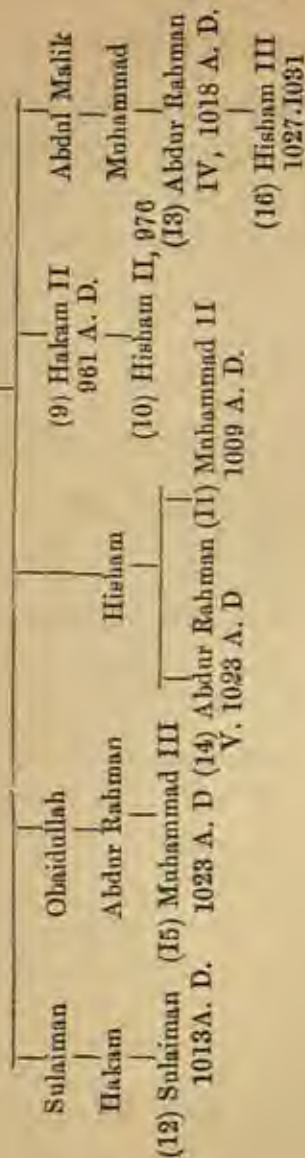 Sulaiman
Hakam
(12) Sulaiman
1013A. D.
Obaidullah
Abdur Rahman
(15) Muhammad III
1023 A. D
Hisham
(14) Abdur Rahman
V. 1023 A. D
(11) Muhammad II
1009 A. D.
(9) Hakam II
961 A. D.
(10) Hisham II, 976
Abdul Malik
Muhammad
(13) Abdur Rahman
IV, 1018 A. D.
(16) Hisham III
1027-1031